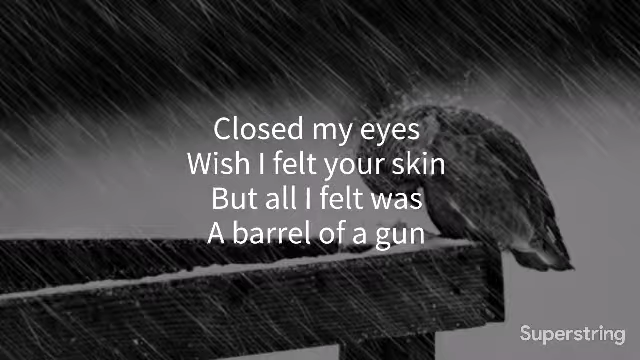 Closed my eyes
Wish I felt your skin
But all I felt was
A barrel of a gun
Superstring